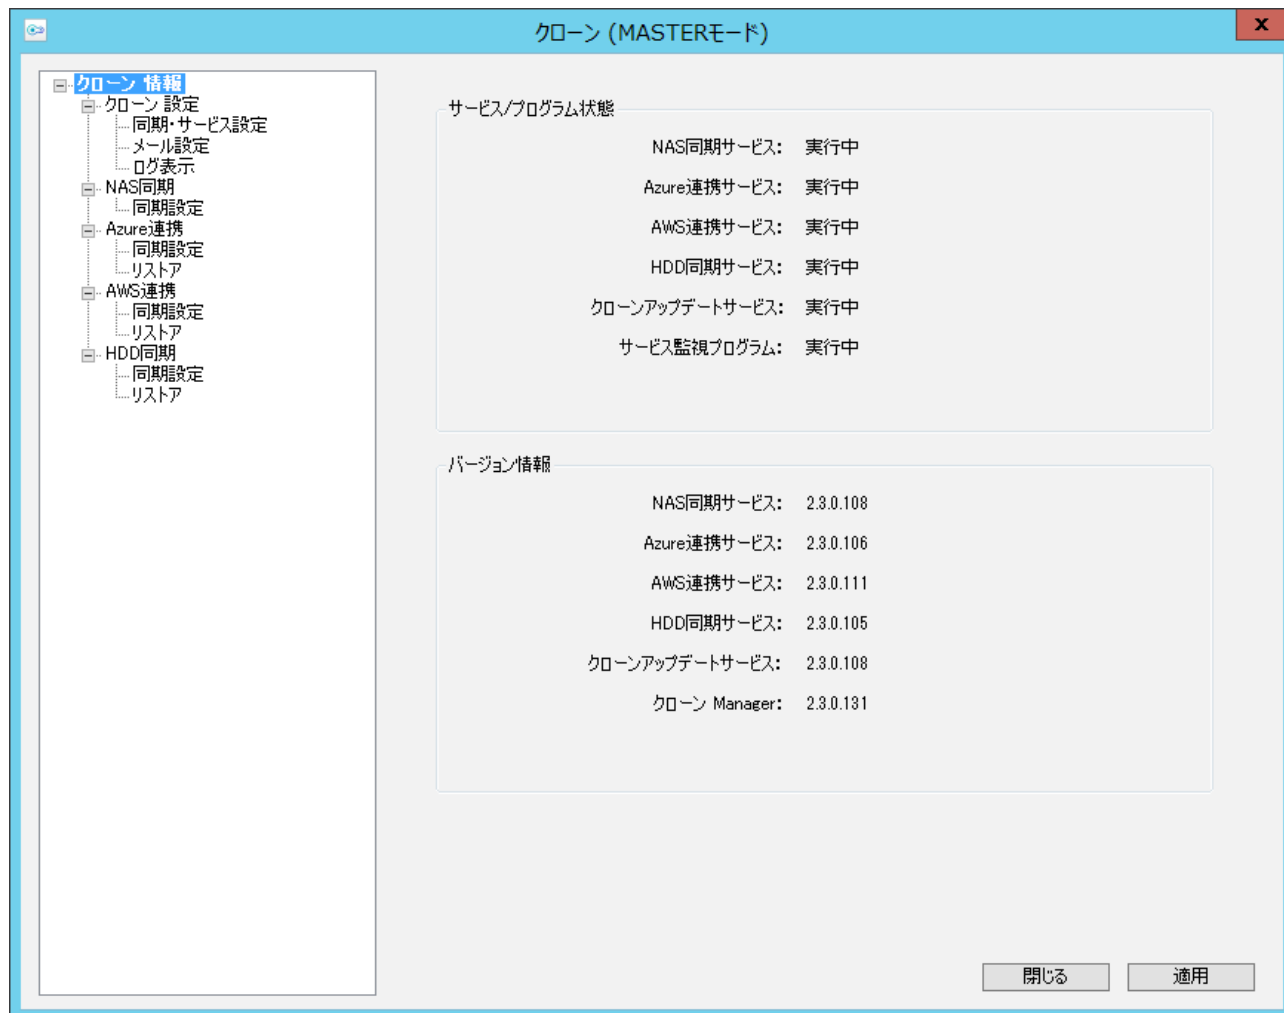 クローン (MASTERモード)
x
クローン 情報
クローン 設定
同期・サービス設定
メール設定
ログ表示
NAS同期
同期設定
Azure連携
同期設定
リストア
AWS連携
同期設定
リストア
HDD同期
同期設定
リストア
サービス/プログラム状態
NAS同期サービス: 実行中
Azure連携サービス: 実行中
AWS連携サービス: 実行中
HDD同期サービス: 実行中
クローンアップデートサービス: 実行中
サービス監視プログラム: 実行中
バージョン情報
NAS同期サービス: 2.3.0.108
Azure連携サービス: 2.3.0.106
AWS連携サービス: 2.3.0.111
HDD同期サービス: 2.3.0.105
クローンアップデートサービス: 2.3.0.108
クローン Manager: 2.3.0.131
閉じる 適用